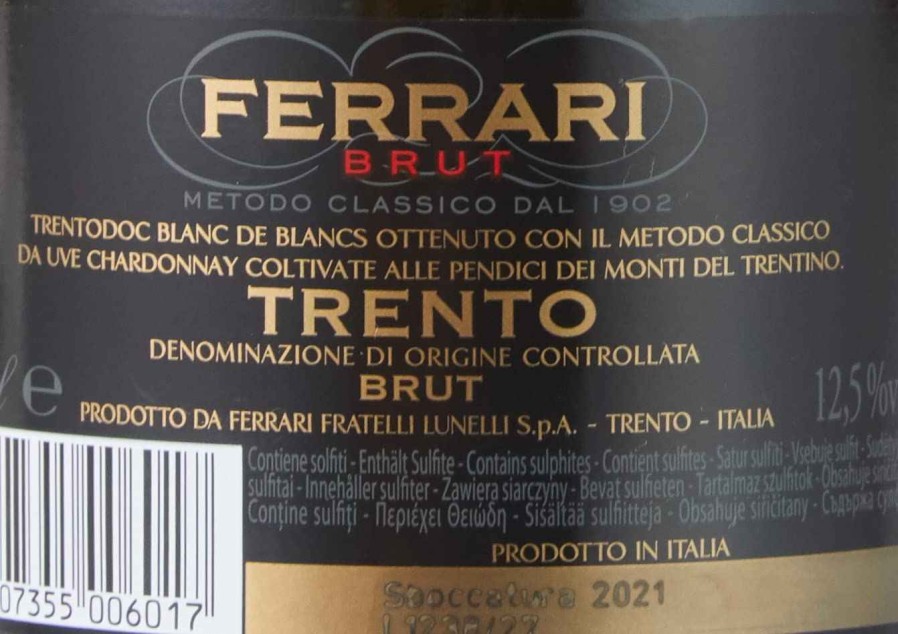 FERRARI
BRUT
METODO CLASSICO DAL 1902
TRENTODOC BLANC DE BLANCS OTTENUTO CON IL METODO CLASSICO
DA UVE CHARDONNAY COLTIVATE ALLE PENDICI DEI MONTI DEL TRENTINO.
TRENTO
DENOMINAZIONE DI ORIGINE CONTROLLATA
BRUT
e
12,5%v
PRODOTTO DA FERRARI FRATELLI LUNELLI S.p.A. - TRENTO - ITALIA
Contiene solfiti - Enthält Sulfite - Contains sulphites - Contient sulfites - Satur sulfīti - Vsebuje sulfit -
sulfitai - Innehåller sulfiter - Zawiera siarczyny - Bevat sulfieten - Tartalmaz szulfitok - Obsahuje
Conține sulfiți - Περιέχει Θειώδη - Sisältää sulfiitteja - Obsahuje siričitany -
PRODOTTO IN ITALIA
07355 006017
Sboccatura 2021